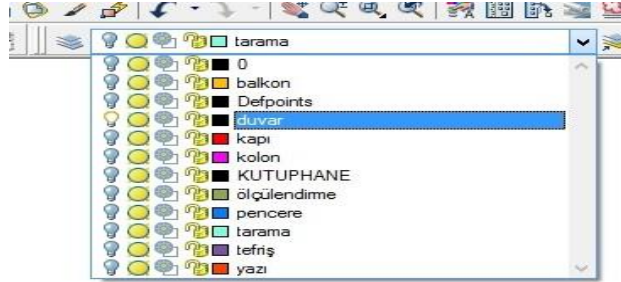 tarama
0
balkon
Defpoints
duvar
kapı
kolon
KUTUPHANE
ölçülendirme
pencere
tarama
tefriş
yazı